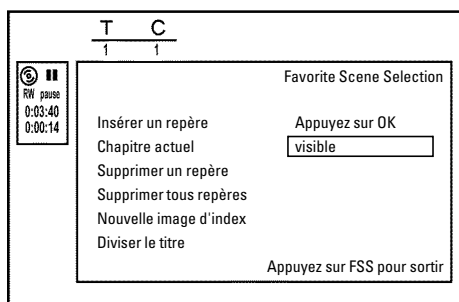 T C
1 1
RW pause
0:03:40
0:00:14
Favorite Scene Selection
Insérer un repère Appuyez sur OK
Chapitre actuel visible
Supprimer un repère
Supprimer tous repères
Nouvelle image d'index
Diviser le titre
Appuyez sur FSS pour sortir